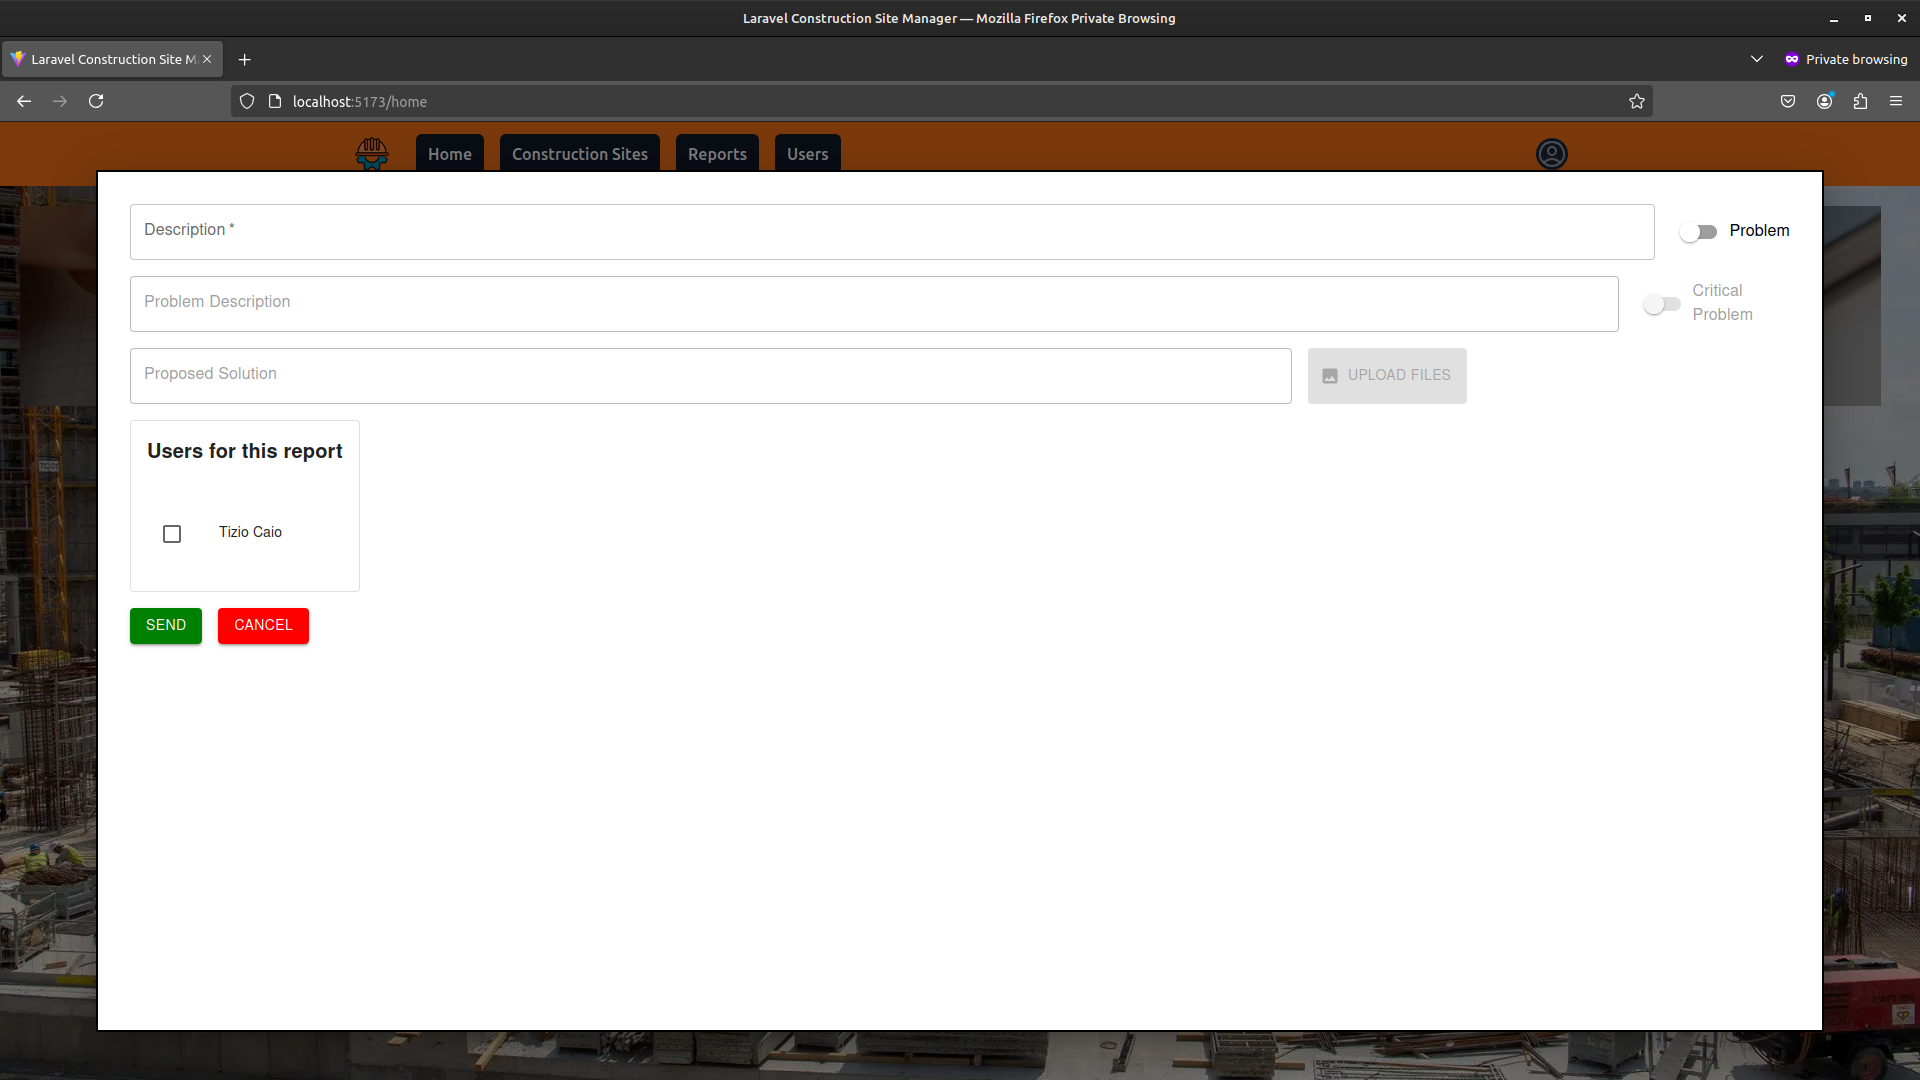 Laravel Construction Site Manager — Mozilla Firefox Private Browsing
Laravel Construction Site M
Private browsing
localhost:5173/home
Home
Construction Sites
Reports
Users
Description *
Problem
Problem Description
Critical
Problem
Proposed Solution
UPLOAD FILES
Users for this report
Tizio Caio
SEND
CANCEL